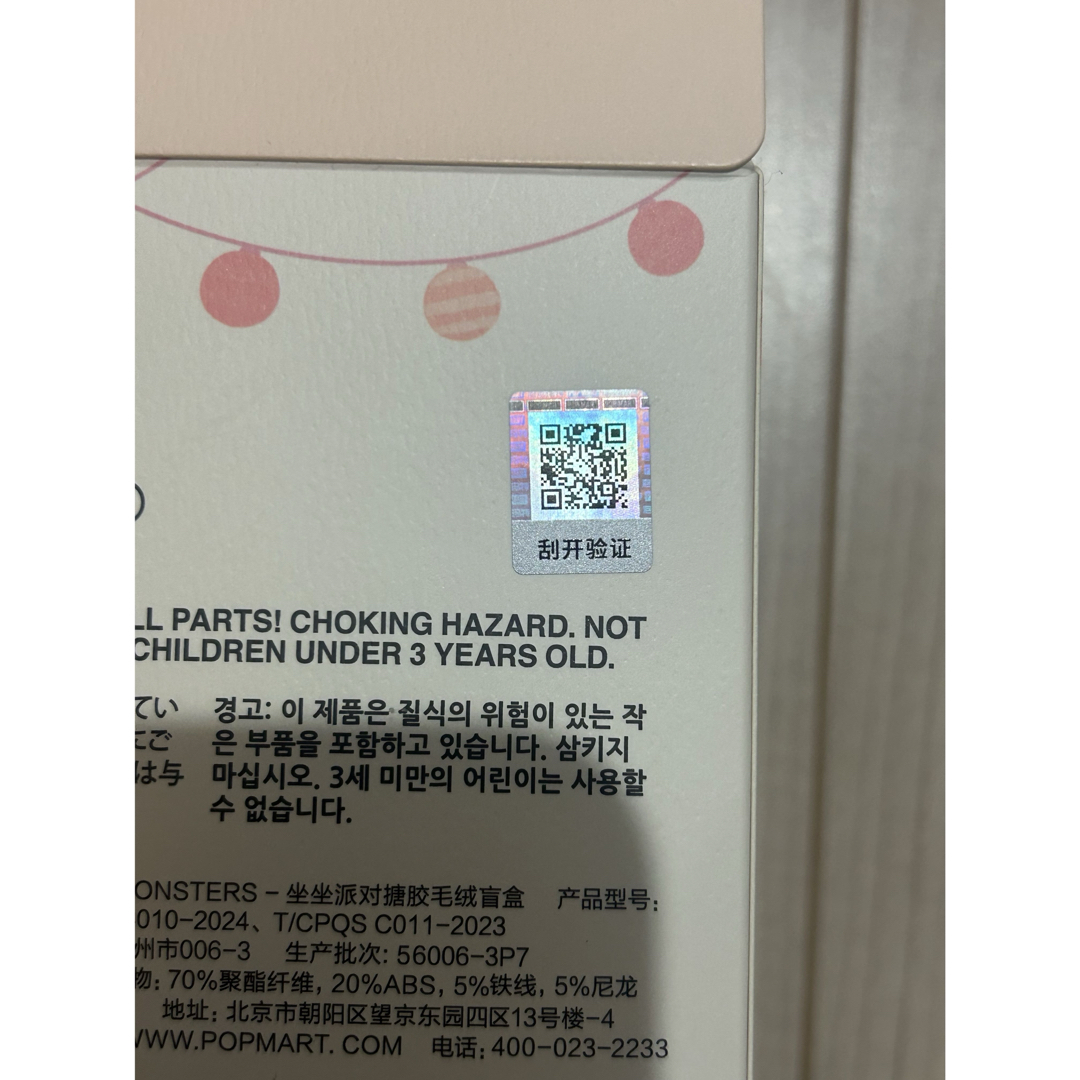 刮开验证
LL PARTS! CHOKING HAZARD. NOT
CHILDREN UNDER 3 YEARS OLD.
てい
にご
は与
경고: 이 제품은 질식의 위험이 있는 작
은 부품을 포함하고 있습니다. 삼키지
마십시오. 3세 미만의 어린이는 사용할
수 없습니다.
ONSTERS – 坐坐派对搪胶毛绒盲盒 产品型号:
010-2024、T/CPQS C011-2023
州市006-3 生产批次: 56006-3P7
物: 70%聚酯纤维, 20%ABS, 5%铁线, 5%尼龙
地址: 北京市朝阳区望京东园四区13号楼-4
WWW.POPMART. COM 电话: 400-023-2233